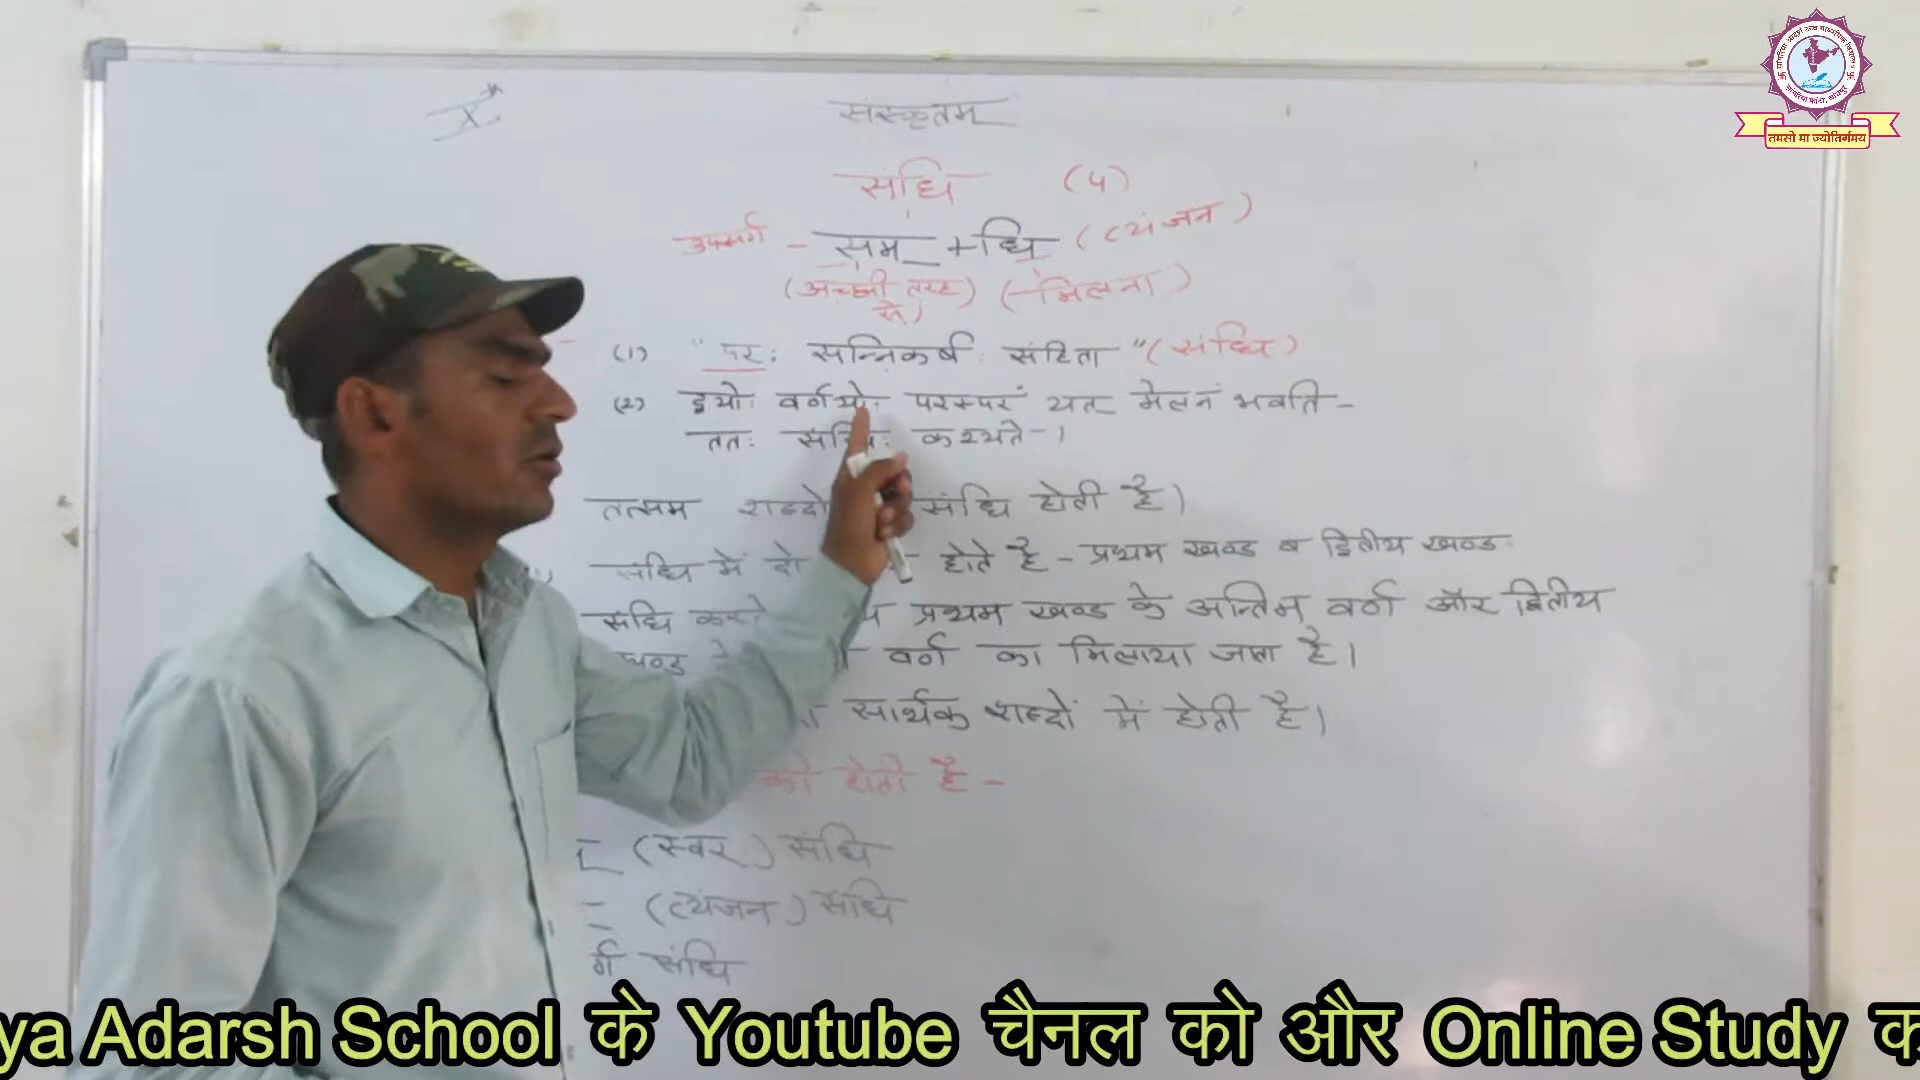 X
संस्कृतम्
संधि (५)
उपसर्ग - सम + धि (व्यंजन)
(अच्छी तरह (मिलना)
से)
(1) "परः सन्निकर्षः संहिता" (संधि)
(2) द्वयोः वर्णयोः परस्परं यत् मेलनं भवति-
ततः संधिः कथ्यते-।
तत्सम संधि होती है।
संधि में दो होते है- प्रथम खण्ड व द्वितीय खण्ड
संधि प्रथम खण्ड के अन्तिम वर्ण और द्वितीय
वर्ण का मिलाया जाता है।
सार्थक शब्दों में होती है।
की होती है -
(स्वर) संधि
(व्यंजन) संधि
र्ग संधि
तमसो मा ज्योतिर्गमय
ya Adarsh School के Youtube चैनल को और Online Study क